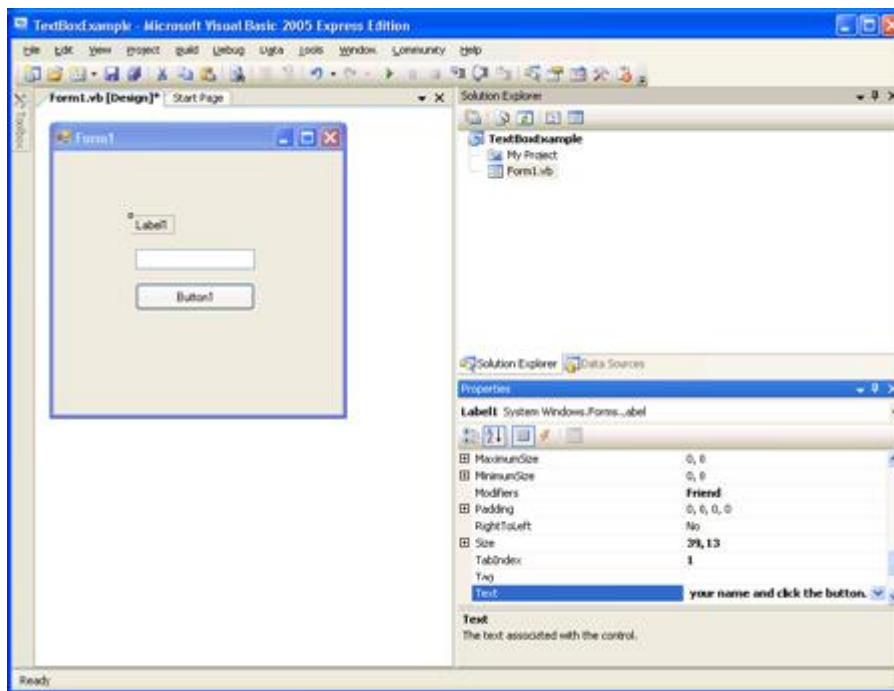 TextBoxExample - Microsoft Visual Basic 2005 Express Edition
File Edit View Project Build Debug Data Tools Window Community Help
Toolbox
Form1.vb [Design]* Start Page
Form1
Label1
Button1
Solution Explorer
TextBoxExample
My Project
Form1.vb
Solution Explorer Data Sources
Properties
Label1 System.Windows.Forms.Label
MaximumSize 0, 0
MinimumSize 0, 0
Modifiers Friend
Padding 0, 0, 0, 0
RightToLeft No
Size 39, 13
TabIndex 1
Tag
Text your name and click the button.
Text
The text associated with the control.
Ready